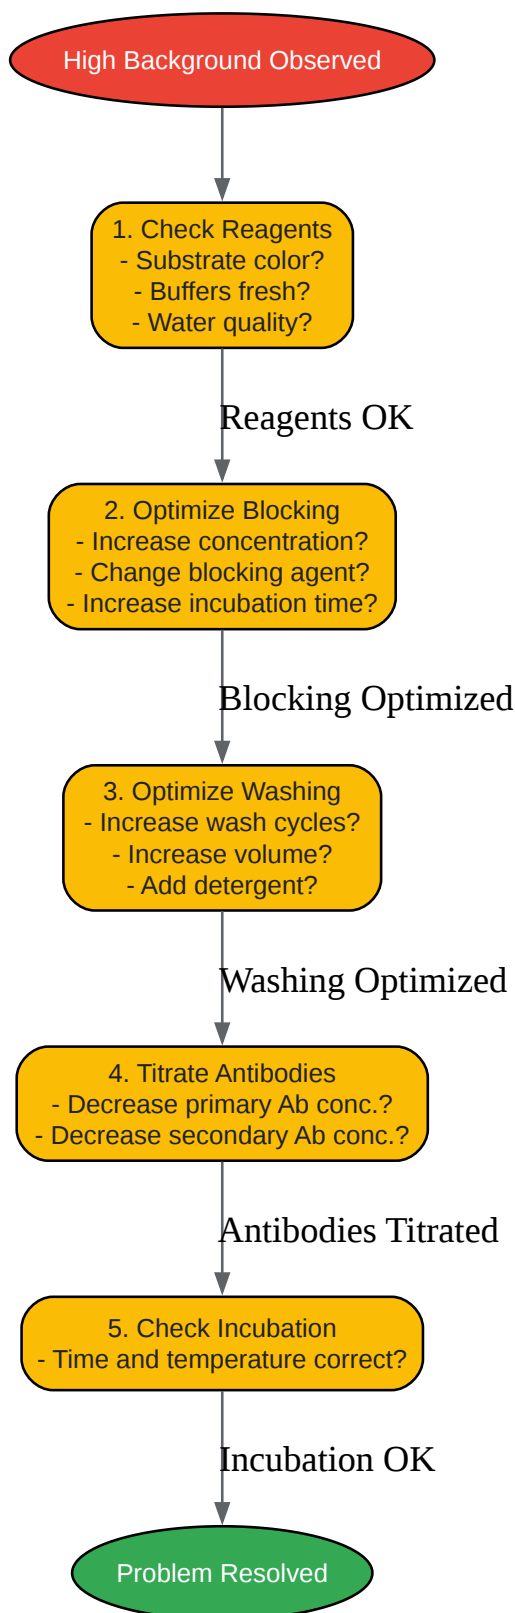 High Background Observed
1. Check Reagents
- Substrate color?
- Buffers fresh?
- Water quality?
Reagents OK
2. Optimize Blocking
- Increase concentration?
- Change blocking agent?
- Increase incubation time?
Blocking Optimized
3. Optimize Washing
- Increase wash cycles?
- Increase volume?
- Add detergent?
Washing Optimized
4. Titrate Antibodies
- Decrease primary Ab conc.?
- Decrease secondary Ab conc.?
Antibodies Titrated
5. Check Incubation
- Time and temperature correct?
Incubation OK
Problem Resolved